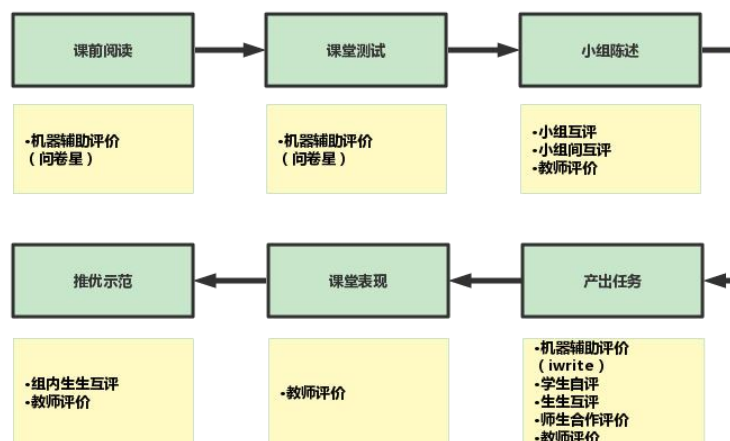 课前阅读
课堂测试
小组陈述
•机器辅助评价
（问卷星）
•机器辅助评价
（问卷星）
•小组互评
•小组间互评
•教师评价
推优示范
课堂表现
产出任务
•组内生生互评
•教师评价
•教师评价
•机器辅助评价
（iwrite）
•学生自评
•生生互评
•师生合作评价
•教师评价